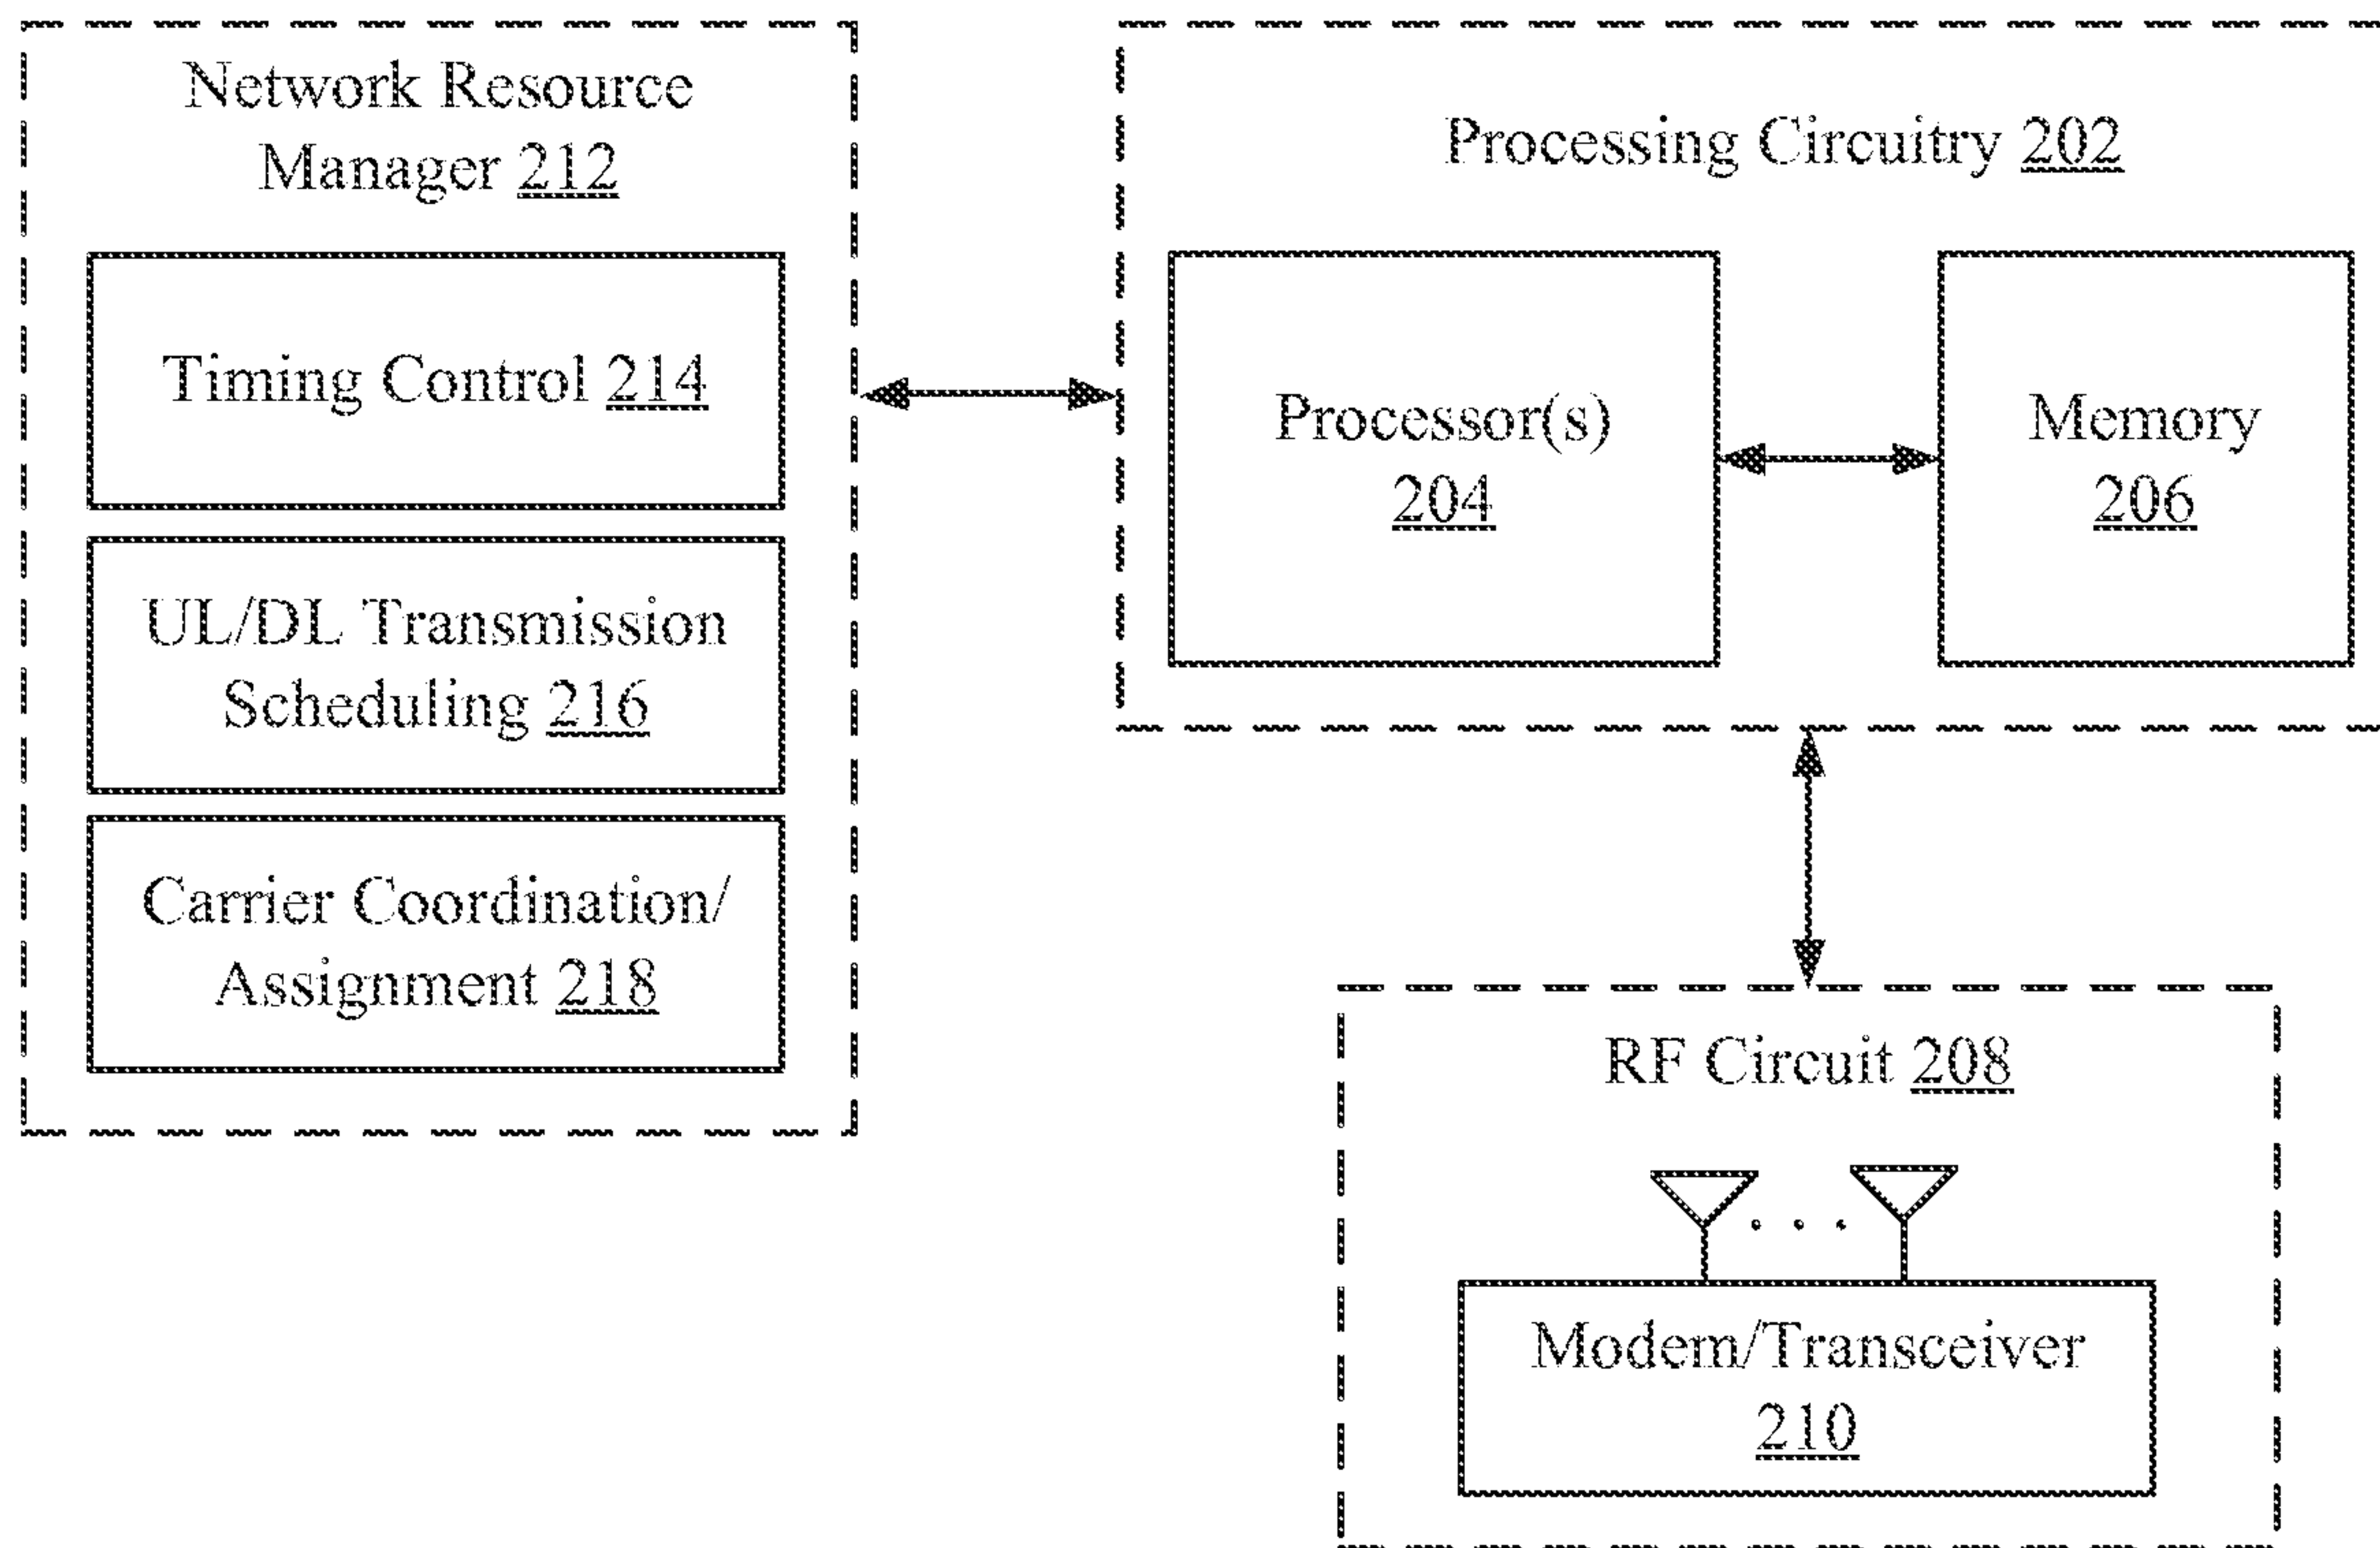 Network Resource
Manager 212
Timing Control 214
UL/DL Transmission
Scheduling 216
Carrier Coordination/
Assignment 218
Processing Circuitry 202
Processor(s)
204
Memory
206
RF Circuit 208
Modem/Transceiver
210